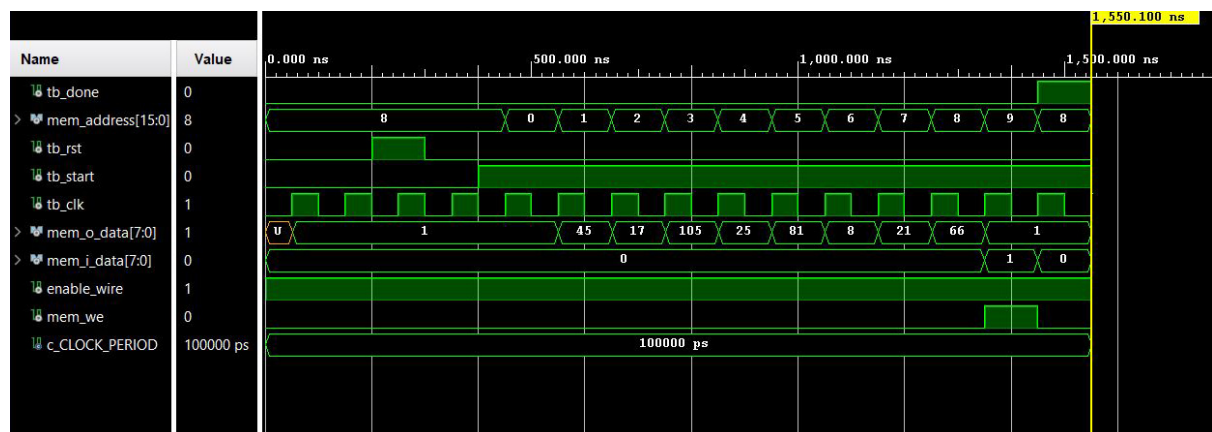 1,550.100 ns
Name Value 0.000 ns 500.000 ns 1,000.000 ns 1,500.000 ns
tb_done 0
mem_address[15:0] 8 8 0 1 2 3 4 5 6 7 8 9 8
tb_rst 0
tb_start 0
tb_clk 1
mem_o_data[7:0] 1 U 1 45 17 105 25 81 8 21 66 1
mem_i_data[7:0] 0 0 1 0
enable_wire 1
mem_we 0
c_CLOCK_PERIOD 100000 ps 100000 ps